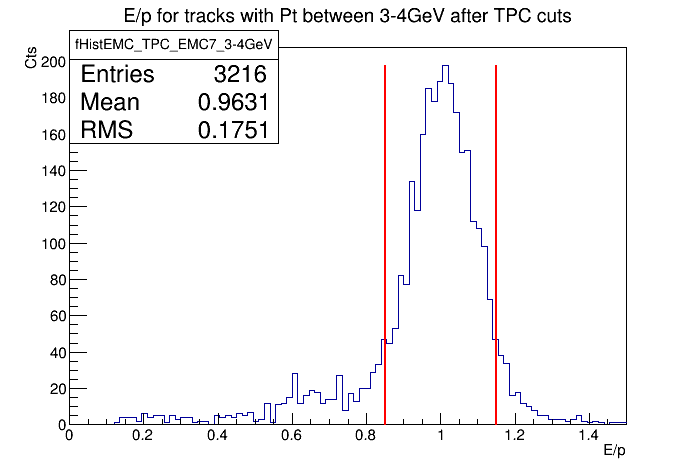 E/p for tracks with Pt between 3-4GeV after TPC cuts
fHistEMC_TPC_EMC7_3-4GeV
Entries 3216
Mean 0.9631
RMS 0.1751
Cts
200
180
160
140
120
100
80
60
40
20
0
0 0.2 0.4 0.6 0.8 1 1.2 1.4
E/p